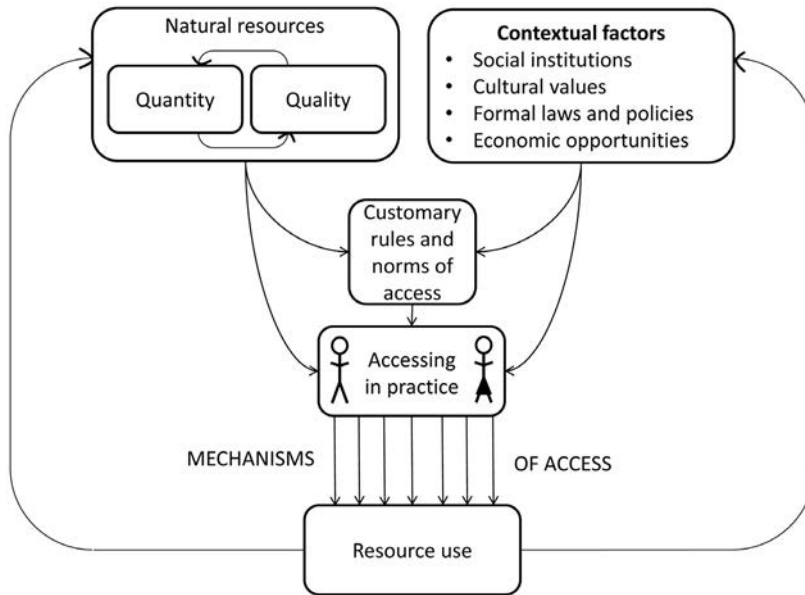 Natural resources
Quantity
Quality
Contextual factors
• Social institutions
• Cultural values
• Formal laws and policies
• Economic opportunities
Customary
rules and
norms of
access
Accessing
in practice
MECHANISMS
OF ACCESS
Resource use